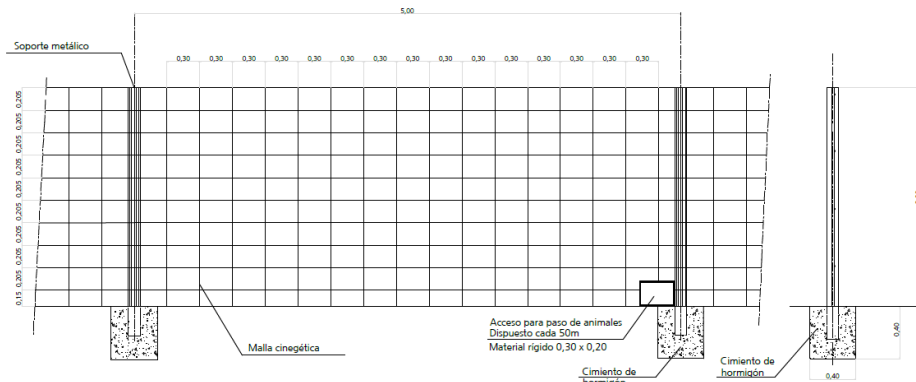 5,00
Soporte metálico
0,30 0,30 0,30 0,30 0,30 0,30 0,30 0,30 0,30 0,30 0,30 0,30 0,30 0,30 0,30
0,205
0,205
0,205
0,205
0,205
0,205
0,205
0,205
0,205
0,15
Malla cinegética
Acceso para paso de animales
Dispuesto cada 50m
Material rígido 0,30 x 0,20
Cimiento de
hormigón
Cimiento de
hormigón
0,40
0,40